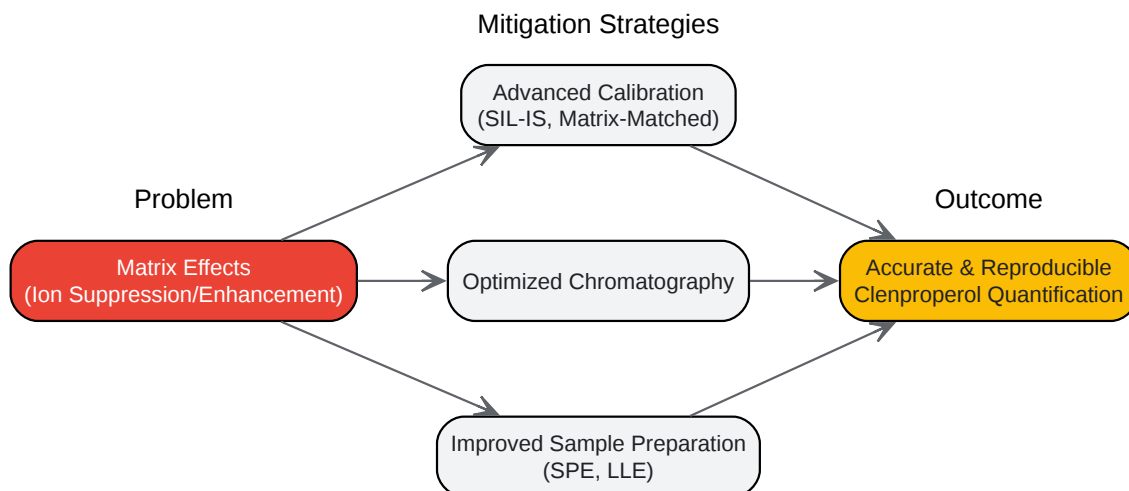 Mitigation Strategies
Advanced Calibration
(SIL-IS, Matrix-Matched)
Problem
Outcome
Matrix Effects
(Ion Suppression/Enhancement)
Optimized Chromatography
Accurate & Reproducible
Clenproperol Quantification
Improved Sample Preparation
(SPE, LLE)